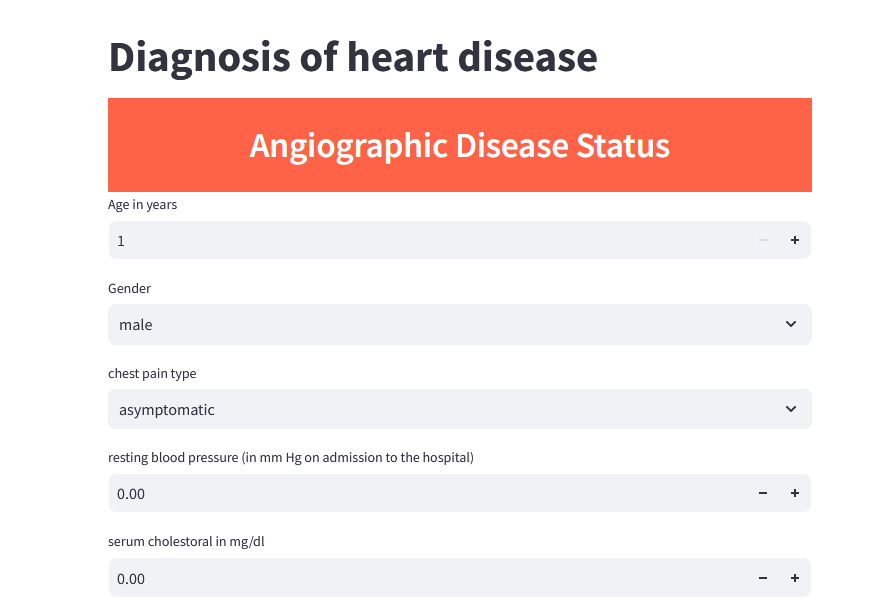 Diagnosis of heart disease
Angiographic Disease Status
Age in years
1
Gender
male
chest pain type
asymptomatic
resting blood pressure (in mm Hg on admission to the hospital)
0.00
serum cholestoral in mg/dl
0.00